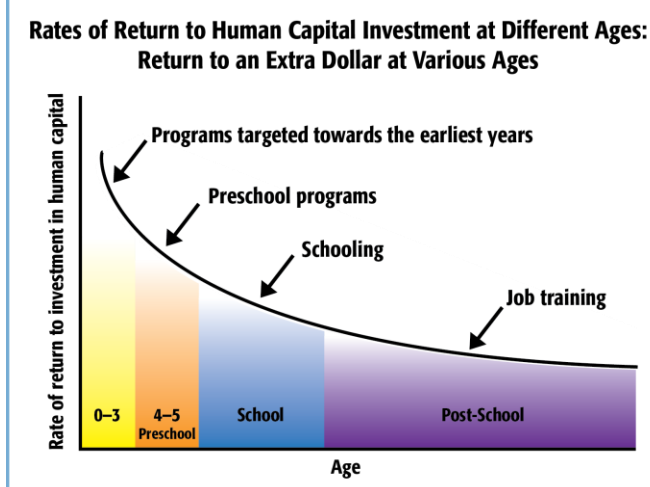 Rates of Return to Human Capital Investment at Different Ages:
Return to an Extra Dollar at Various Ages
Rate of return to investment in human capital
Programs targeted towards the earliest years
Preschool programs
Schooling
Job training
0–3
4–5
Preschool
School
Post-School
Age